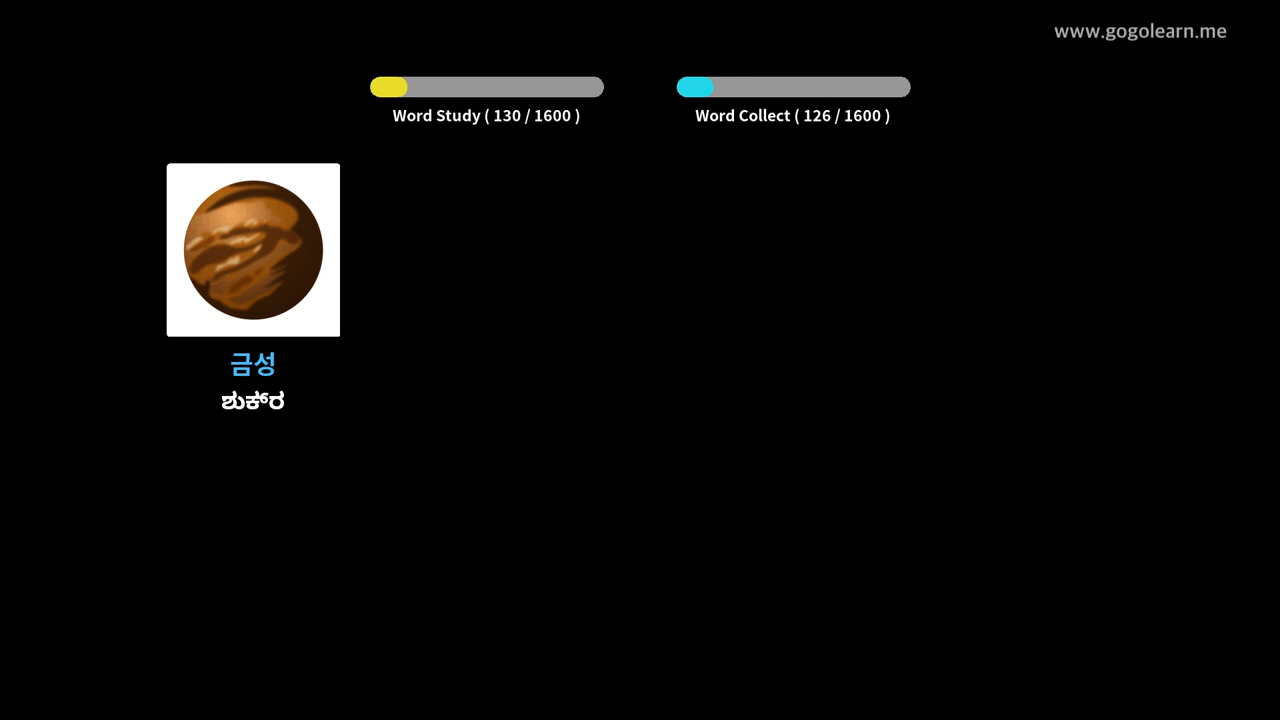 www.gogolearn.me
Word Study ( 130 / 1600 )
Word Collect ( 126 / 1600 )
금성
ಶುಕ್‌ರ